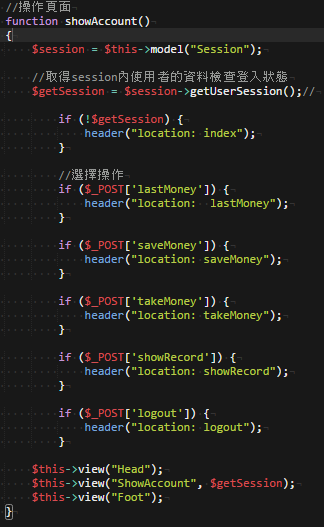 //操作頁面
function showAccount()
{
    $session = $this->model("Session");
    //取得session內使用者的資料檢查登入狀態
    $getSession = $session->getUserSession();//
        if (!$getSession) {
            header("location: index");
        }
        //選擇操作
        if ($_POST['lastMoney']) {
            header("location:  lastMoney");
        }
        if ($_POST['saveMoney']) {
            header("location: saveMoney");
        }
        if ($_POST['takeMoney']) {
            header("location: takeMoney");
        }
        if ($_POST['showRecord']) {
            header("location: showRecord");
        }
        if ($_POST['logout']) {
            header("location: logout");
        }
    $this->view("Head");
    $this->view("ShowAccount", $getSession);
    $this->view("Foot");
}